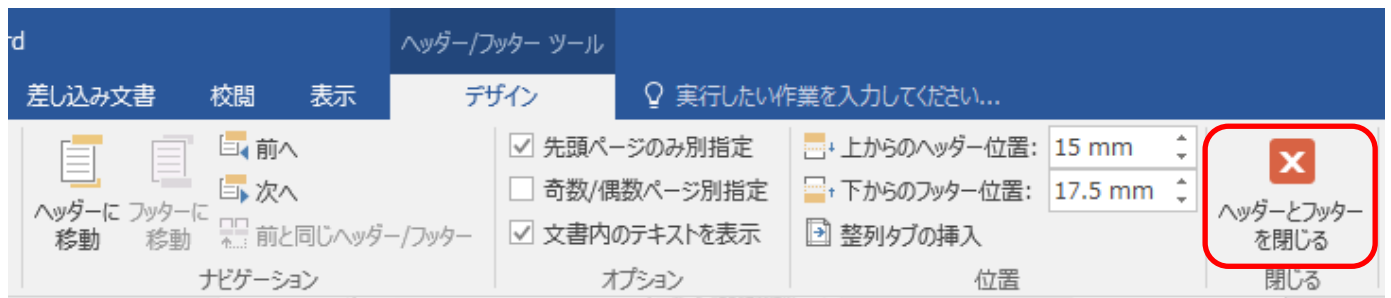 rd
ヘッダー/フッター ツール
差し込み文書 校閲 表示 デザイン 実行したい作業を入力してください...
ヘッダーに
移動
フッターに
移動
前へ
次へ
前と同じヘッダー/フッター
ナビゲーション
先頭ページのみ別指定
奇数/偶数ページ別指定
文書内のテキストを表示
オプション
上からのヘッダー位置: 15 mm
下からのフッター位置: 17.5 mm
整列タブの挿入
位置
ヘッダーとフッター
を閉じる
閉じる